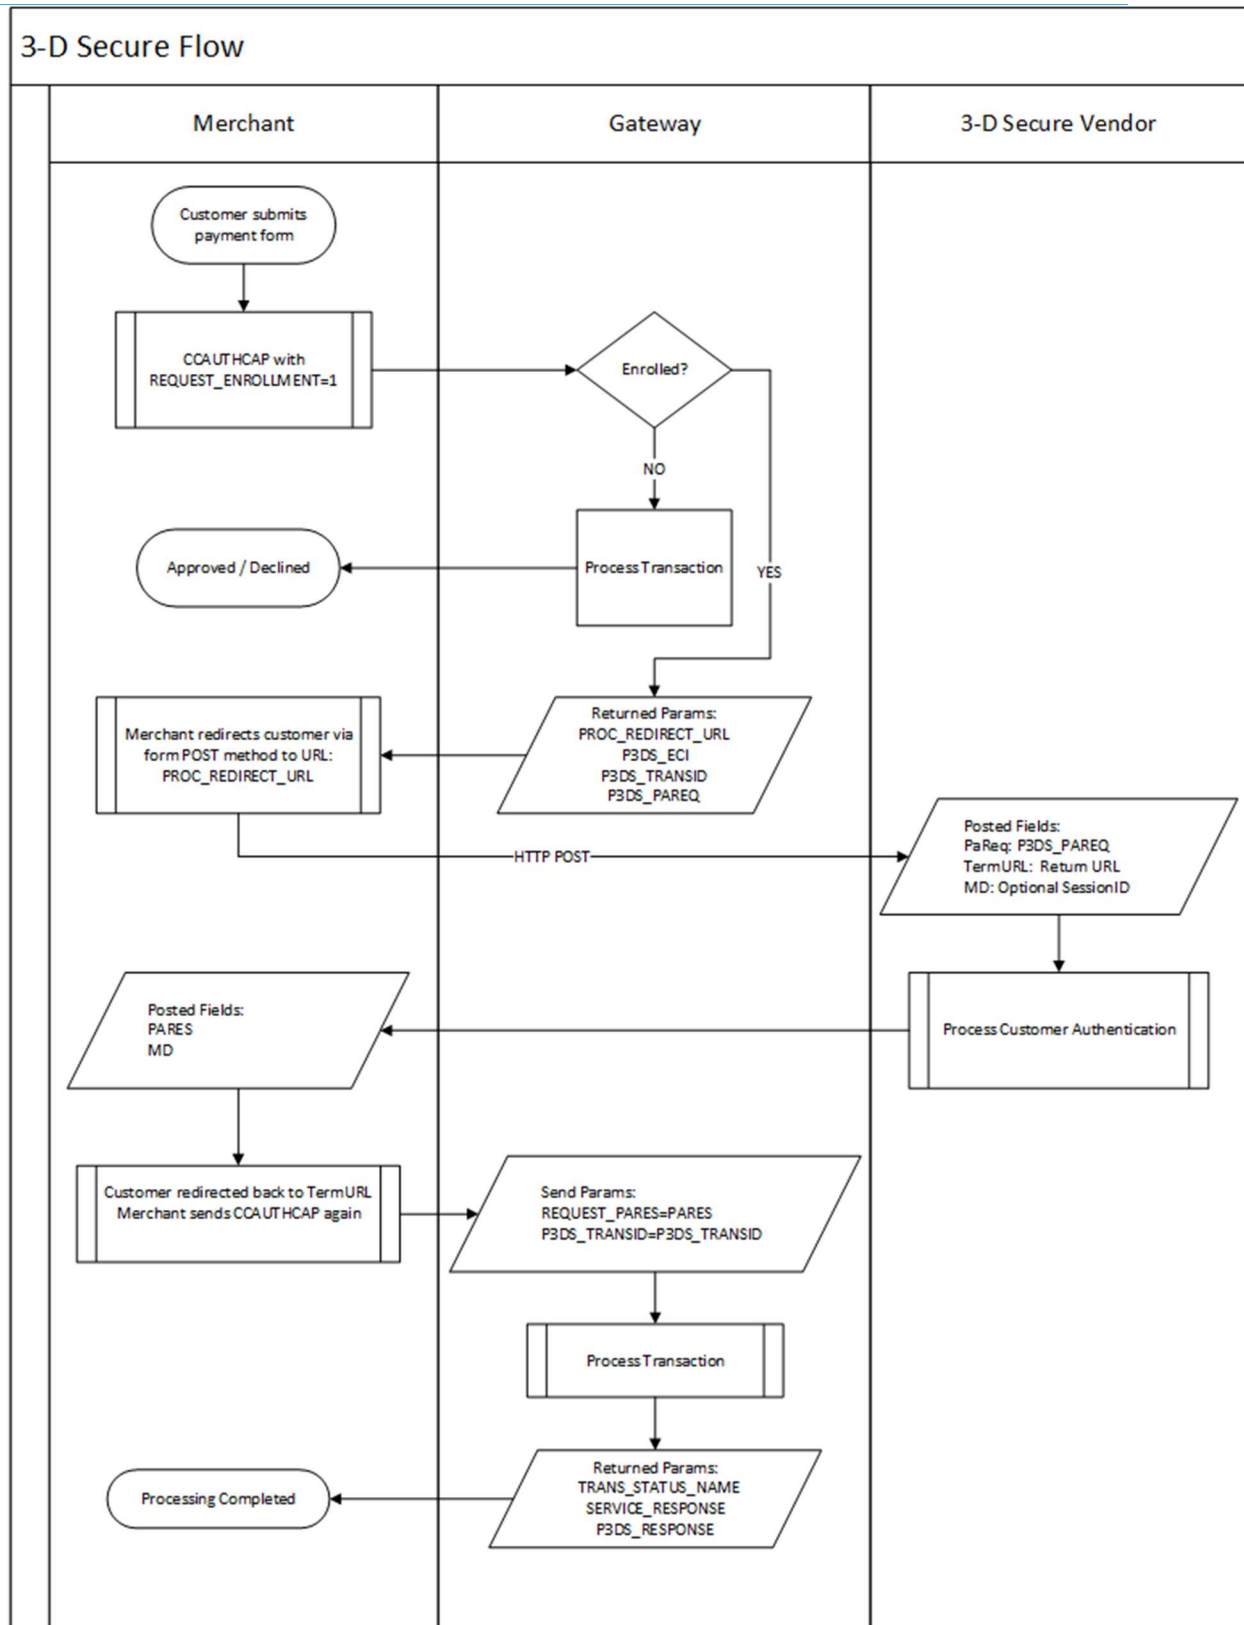 3-D Secure Flow
Merchant
Gateway
3-D Secure Vendor
Customer submits
payment form
CCAUTHCAP with
REQUEST_ENROLLMENT=1
Enrolled?
NO
Process Transaction
Approved / Declined
YES
Returned Params:
PROC_REDIRECT_URL
P3DS_ECI
P3DS_TRANSID
P3DS_PAREQ
Merchant redirects customer via
form POST method to URL:
PROC_REDIRECT_URL
HTTP POST
Posted Fields:
PaReq: P3DS_PAREQ
TermURL: Return URL
MD: Optional SessionID
Process Customer Authentication
Posted Fields:
PARES
MD
Customer redirected back to TermURL
Merchant sends CCAUTHCAP again
Send Params:
REQUEST_PARES=PARES
P3DS_TRANSID=P3DS_TRANSID
Process Transaction
Returned Params:
TRANS_STATUS_NAME
SERVICE_RESPONSE
P3DS_RESPONSE
Processing Completed